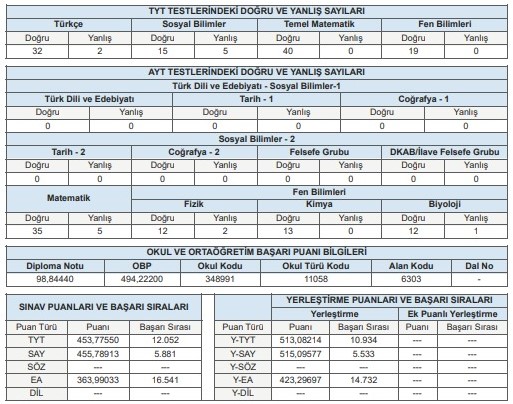 TYT TESTLERİNDEKİ DOĞRU VE YANLIŞ SAYILARI
Türkçe Sosyal Bilimler Temel Matematik Fen Bilimleri
Doğru Yanlış Doğru Yanlış Doğru Yanlış Doğru Yanlış
32 2 15 5 40 0 19 0
AYT TESTLERİNDEKİ DOĞRU VE YANLIŞ SAYILARI
Türk Dili ve Edebiyatı - Sosyal Bilimler-1
Türk Dili ve Edebiyatı Tarih - 1 Coğrafya - 1
Doğru Yanlış Doğru Yanlış Doğru Yanlış
0 0 0 0 0 0
Sosyal Bilimler - 2
Tarih - 2 Coğrafya - 2 Felsefe Grubu DKAB/İlave Felsefe Grubu
Doğru Yanlış Doğru Yanlış Doğru Yanlış Doğru Yanlış
0 0 0 0 0 0 0 0
Matematik Fen Bilimleri
Fizik Kimya Biyoloji
Doğru Yanlış Doğru Yanlış Doğru Yanlış Doğru Yanlış
35 5 12 2 13 0 12 1
OKUL VE ORTAÖĞRETİM BAŞARI PUANI BİLGİLERİ
Diploma Notu OBP Okul Kodu Okul Türü Kodu Alan Kodu Dal No
98,84440 494,22200 348991 11058 6303 -
SINAV PUANLARI VE BAŞARI SIRALARI
Puan Türü Puanı Başarı Sırası
TYT 453,77550 12.052
SAY 455,78913 5.881
SÖZ --- ---
EA 363,99033 16.541
DİL --- ---
YERLEŞTİRME PUANLARI VE BAŞARI SIRALARI
Yerleştirme Ek Puanlı Yerleştirme
Puan Türü Puanı Başarı Sırası Puanı Başarı Sırası
Y-TYT 513,08214 10.934 --- ---
Y-SAY 515,09577 5.533 --- ---
Y-SÖZ --- --- --- ---
Y-EA 423,29697 14.732 --- ---
Y-DİL --- --- --- ---